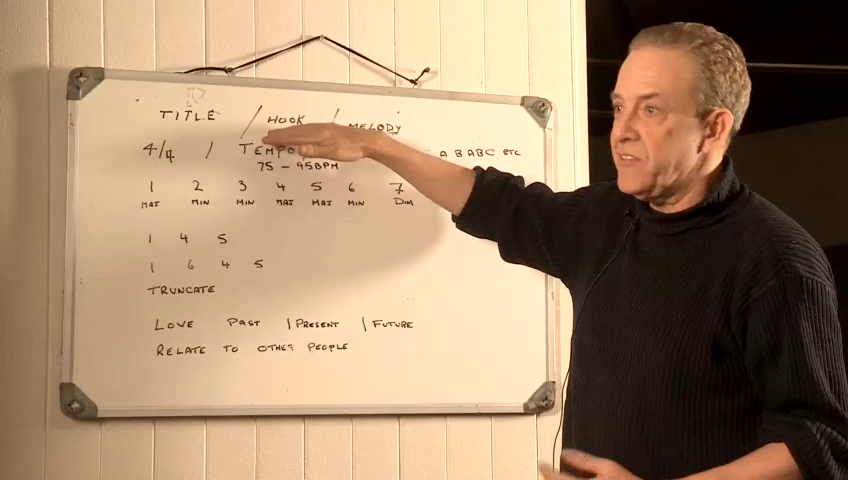 TITLE / HOOK / MELODY
4/4 / TEMPO A BABC ETC
75 - 95BPM
1 2 3 4 5 6 7
MAJ MIN MIN MAJ MAJ MIN DIM
1 4 5
1 6 4 5
TRUNCATE
LOVE PAST | PRESENT | FUTURE
RELATE TO OTHER PEOPLE